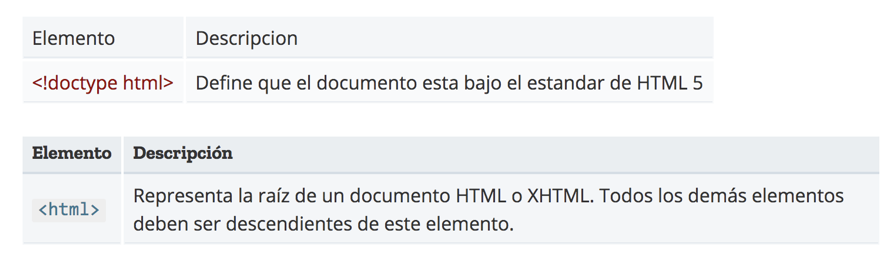 Elemento Descripcion
<!doctype html> Define que el documento esta bajo el estandar de HTML 5
Elemento Descripción
<html> Representa la raíz de un documento HTML o XHTML. Todos los demás elementos
deben ser descendientes de este elemento.